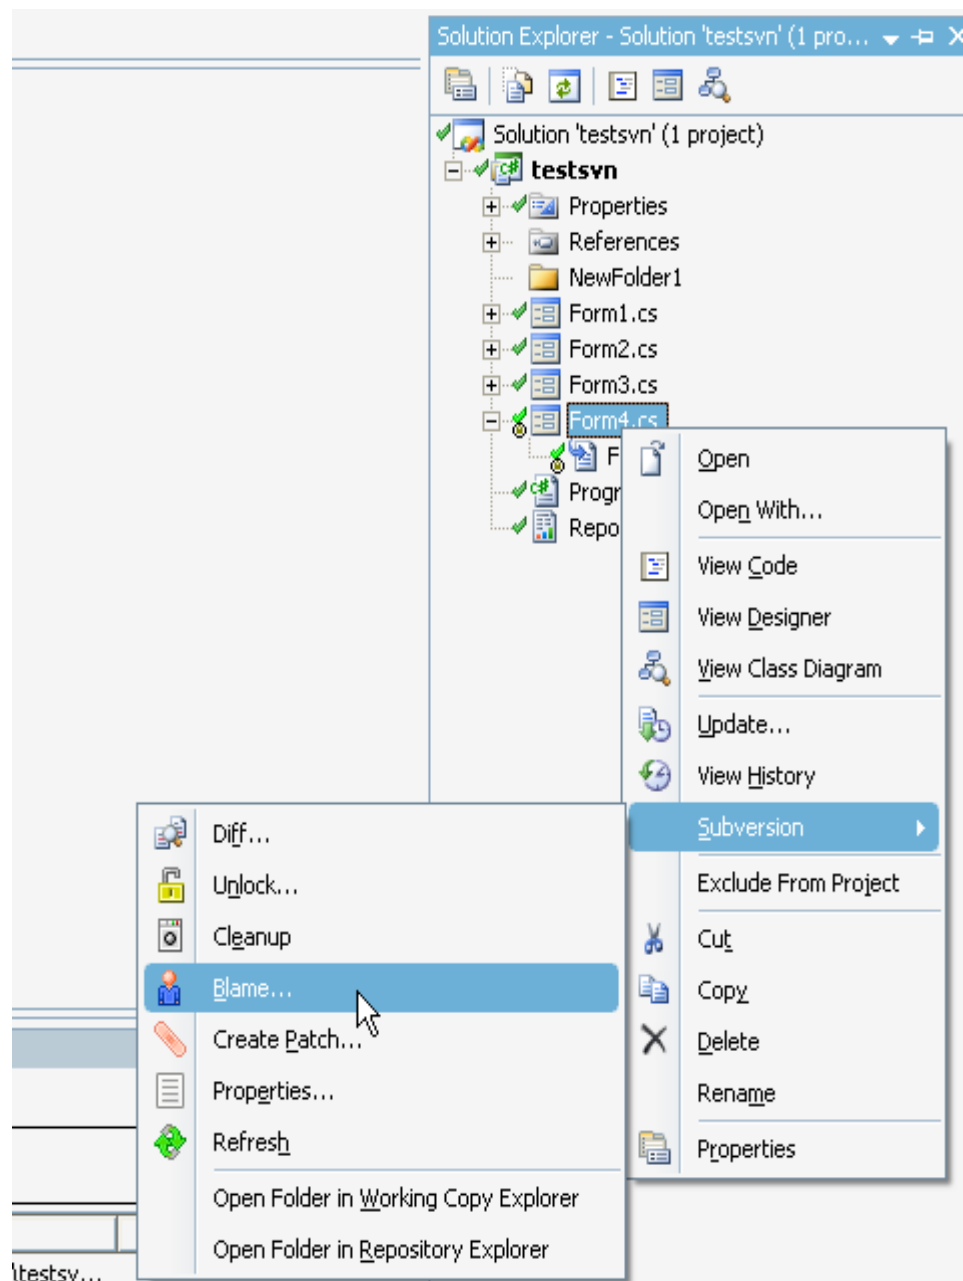 Solution Explorer - Solution 'testsvn' (1 pro...
Solution 'testsvn' (1 project)
testsvn
Properties
References
NewFolder1
Form1.cs
Form2.cs
Form3.cs
Form4.cs
F
Progr
Repo
Open
Open With...
View Code
View Designer
View Class Diagram
Update...
View History
Subversion
Exclude From Project
Cut
Copy
Delete
Rename
Properties
Diff...
Unlock...
Cleanup
Blame...
Create Patch...
Properties...
Refresh
Open Folder in Working Copy Explorer
Open Folder in Repository Explorer
\testsv...